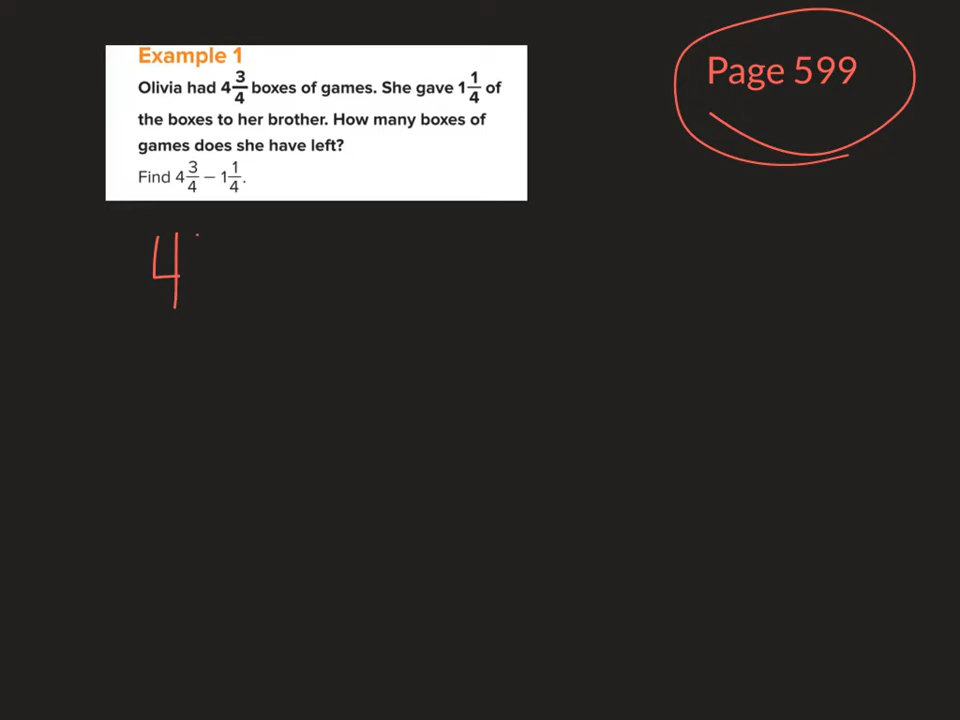 Page 599
Example 1
Olivia had 4 3/4 boxes of games. She gave 1 1/4 of
the boxes to her brother. How many boxes of
games does she have left?
Find 4 3/4 − 1 1/4.
4